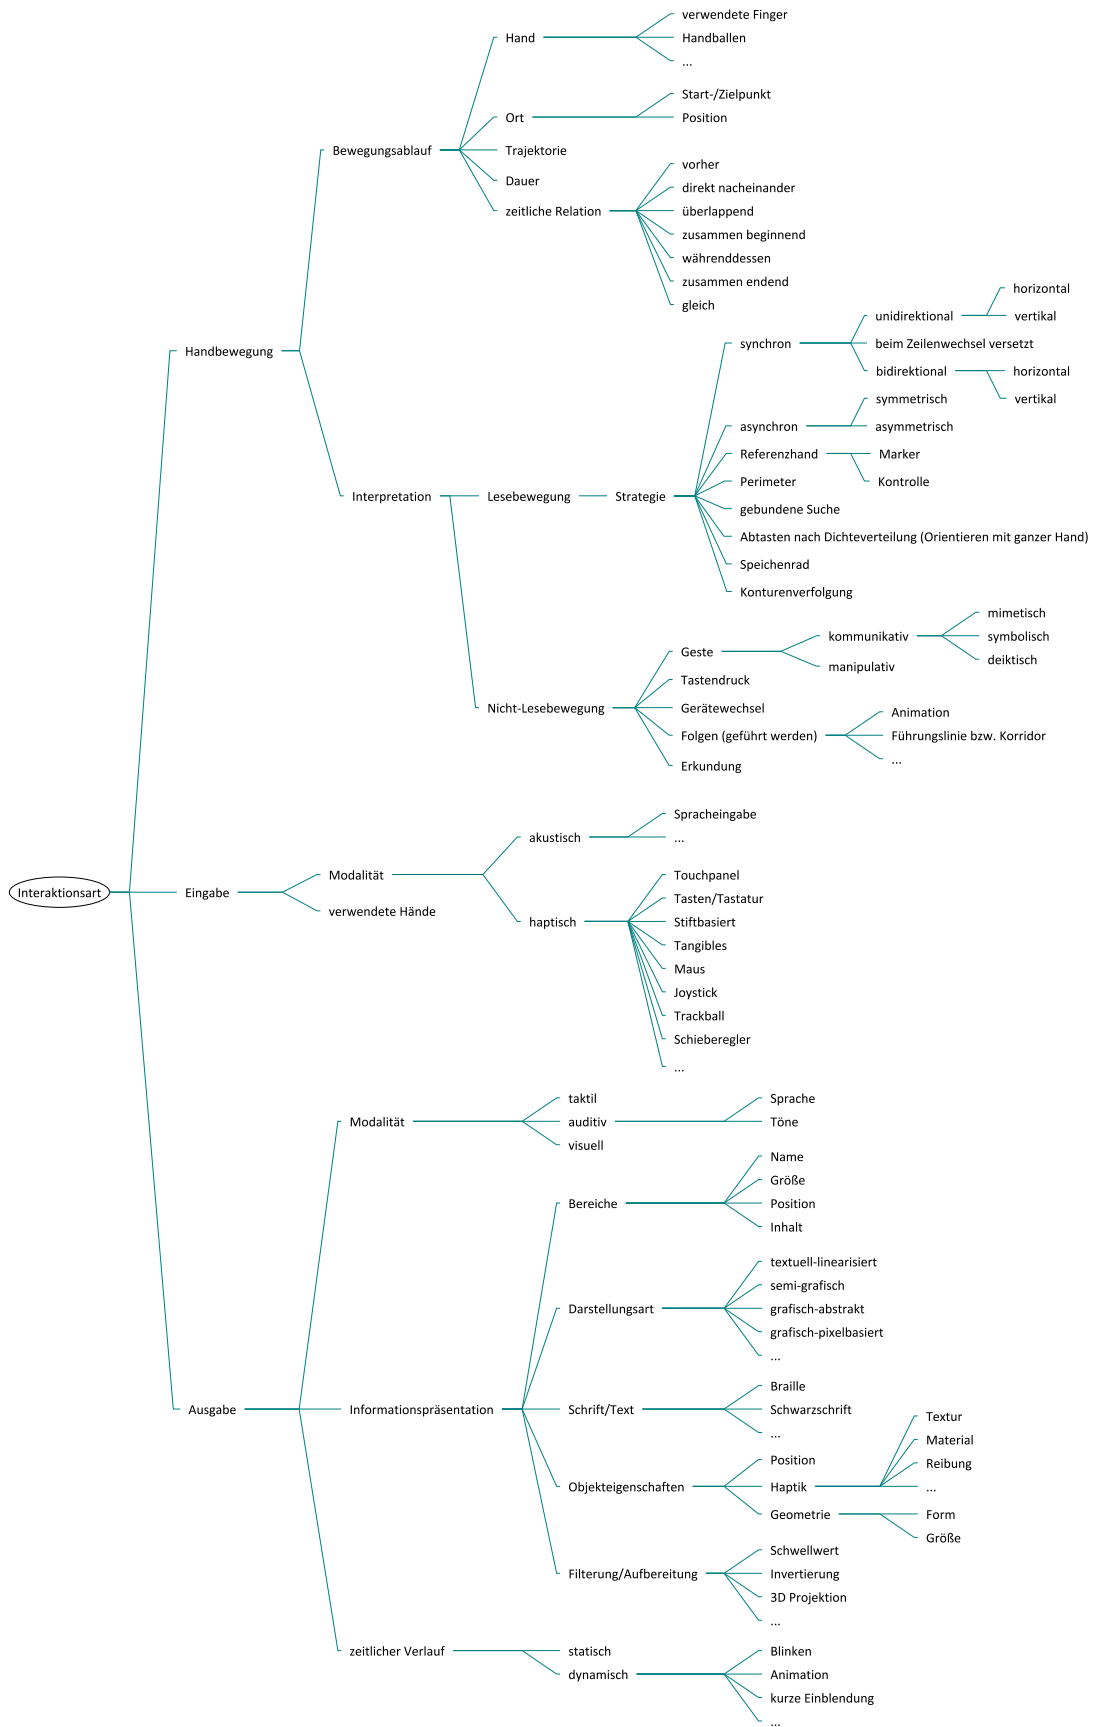 verwendete Finger
Hand
Handballen
...
Start-/Zielpunkt
Ort
Position
Bewegungsablauf
Trajektorie
Dauer
zeitliche Relation
vorher
direkt nacheinander
überlappend
zusammen beginnend
währenddessen
zusammen endend
gleich
Handbewegung
horizontal
unidirektional
vertikal
synchron
beim Zeilenwechsel versetzt
bidirektional
horizontal
vertikal
symmetrisch
asynchron
asymmetrisch
Referenzhand
Marker
Perimeter
Kontrolle
Interpretation
Lesebewegung
Strategie
gebundene Suche
Abtasten nach Dichteverteilung (Orientieren mit ganzer Hand)
Speichenrad
Konturenverfolgung
mimetisch
kommunikativ
symbolisch
Geste
deiktisch
manipulativ
Tastendruck
Nicht-Lesebewegung
Gerätewechsel
Animation
Folgen (geführt werden)
Führungslinie bzw. Korridor
...
Erkundung
Spracheingabe
akustisch
...
Interaktionsart
Eingabe
Modalität
verwendete Hände
haptisch
Touchpanel
Tasten/Tastatur
Stiftbasiert
Tangibles
Maus
Joystick
Trackball
Schieberegler
...
taktil
Sprache
Modalität
auditiv
Töne
visuell
Name
Größe
Bereiche
Position
Inhalt
textuell-linearisiert
semi-grafisch
Darstellungsart
grafisch-abstrakt
grafisch-pixelbasiert
...
Braille
Ausgabe
Informationspräsentation
Schrift/Text
Schwarzschrift
...
Textur
Material
Position
Reibung
Objekteigenschaften
Haptik
...
Geometrie
Form
Größe
Schwellwert
Filterung/Aufbereitung
Invertierung
3D Projektion
...
zeitlicher Verlauf
statisch
Blinken
dynamisch
Animation
kurze Einblendung
...